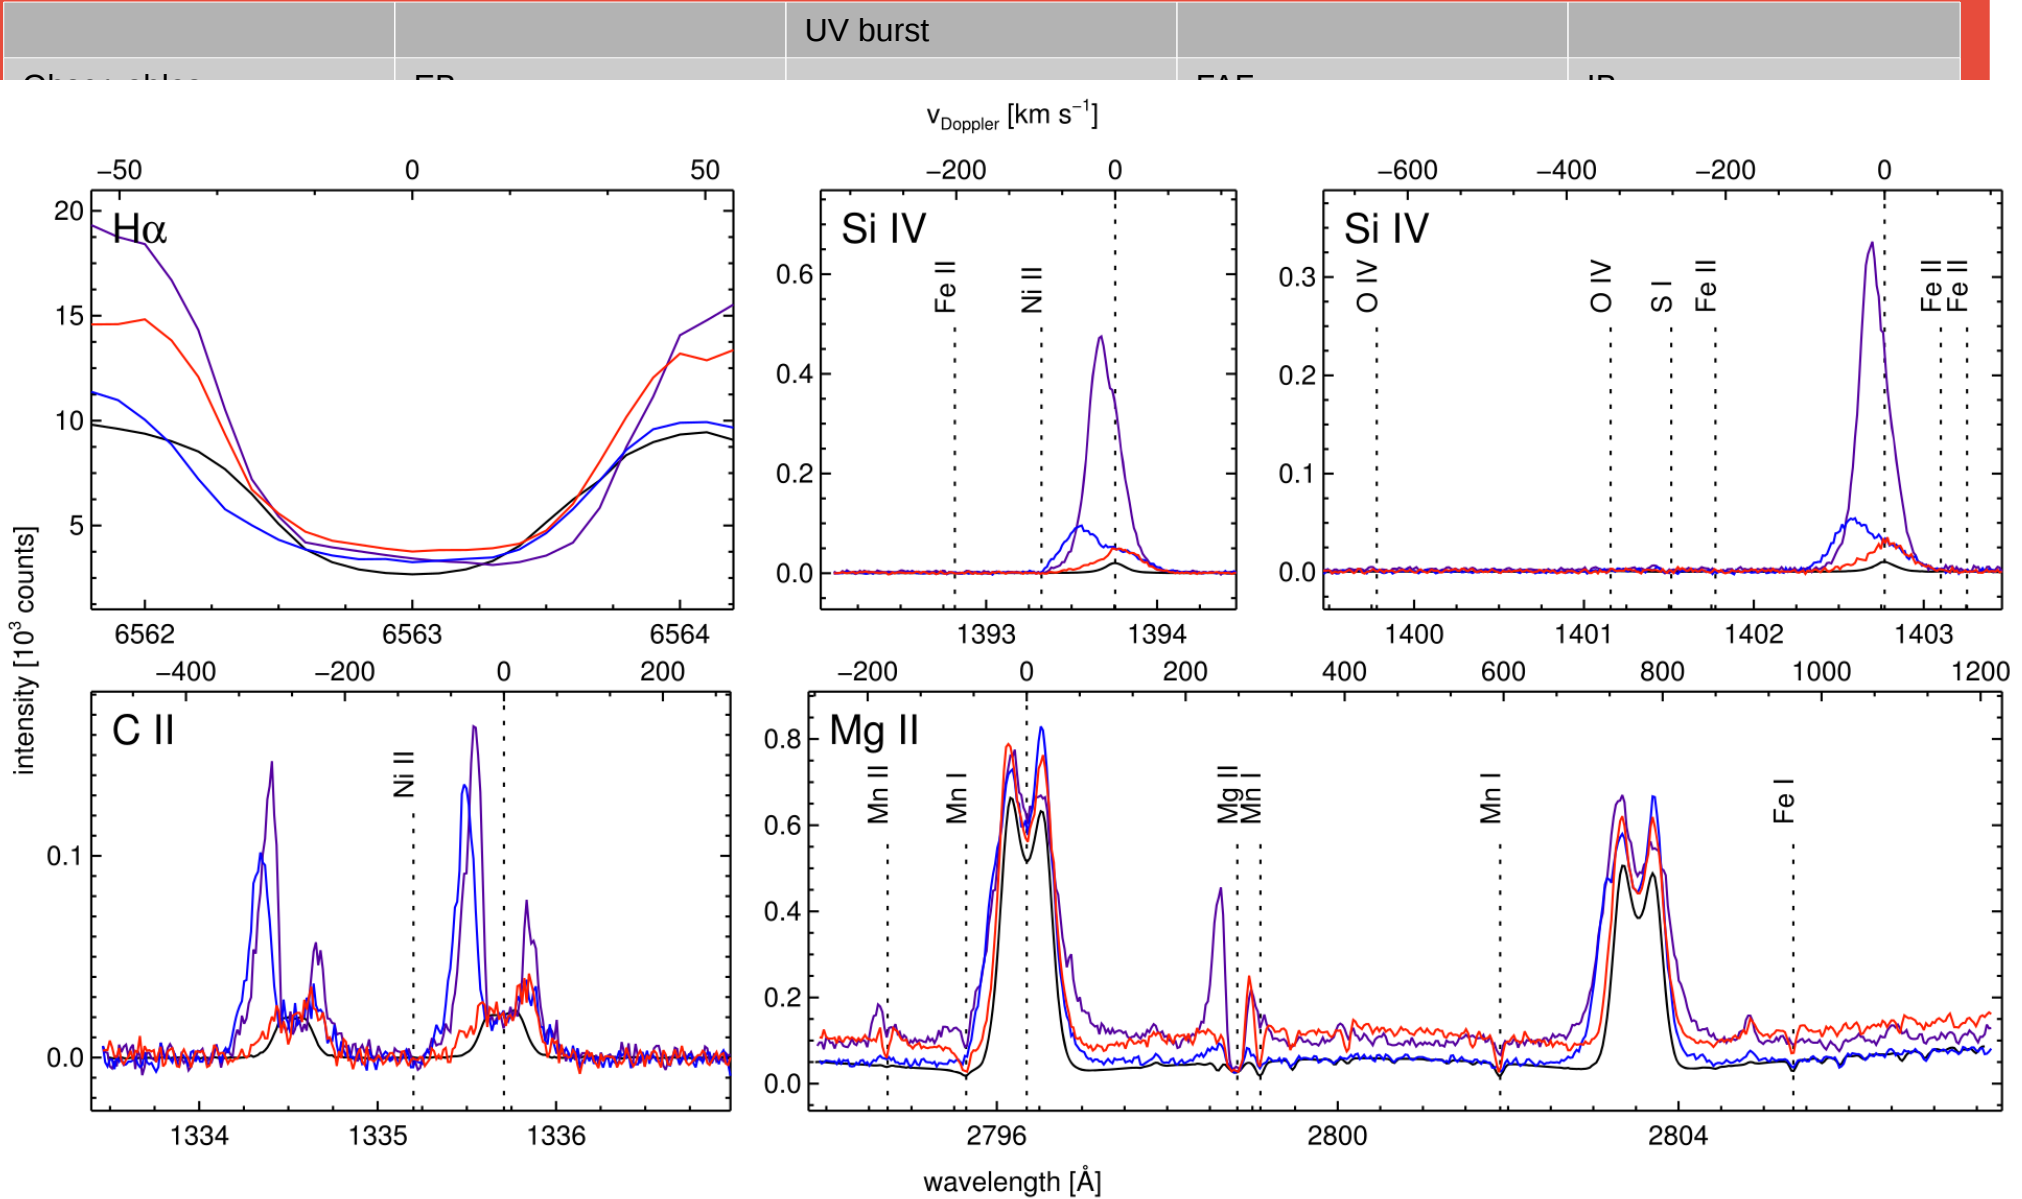 UV burst
v_Doppler [km s⁻¹]
−50 0 50
−200 0
−600 −400 −200 0
Hα
Si IV
Si IV
20
15
10
5
0.6
0.4
0.2
0.0
0.3
0.2
0.1
0.0
Fe II
Ni II
O IV
O IV
S I
Fe II
Fe II
Fe II
6562 6563 6564
1393 1394
1400 1401 1402 1403
intensity [10³ counts]
−400 −200 0 200
−200 0 200 400 600 800 1000 1200
C II
Mg II
0.1
0.0
0.8
0.6
0.4
0.2
0.0
Ni II
Mn II
Mn I
Mg II
Mn I
Mn I
Fe I
1334 1335 1336
2796 2800 2804
wavelength [Å]